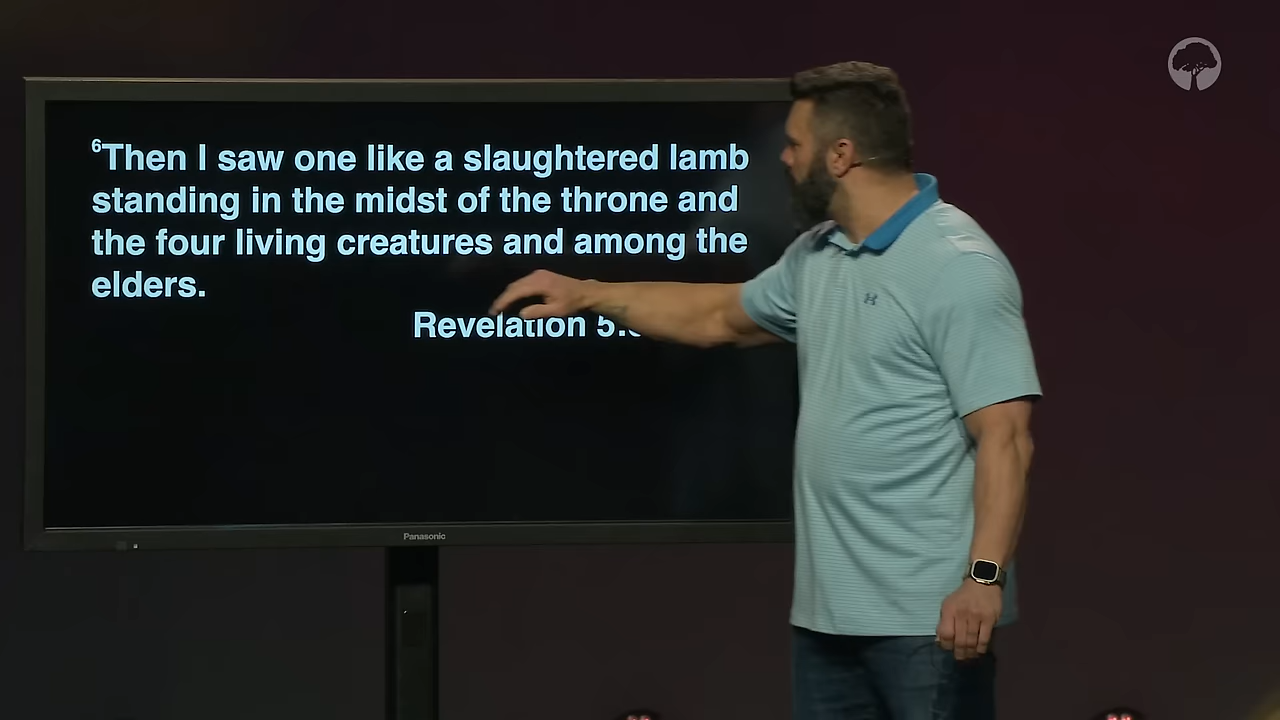 ⁶Then I saw one like a slaughtered lamb
standing in the midst of the throne and
the four living creatures and among the
elders.
Revelation 5:
Panasonic